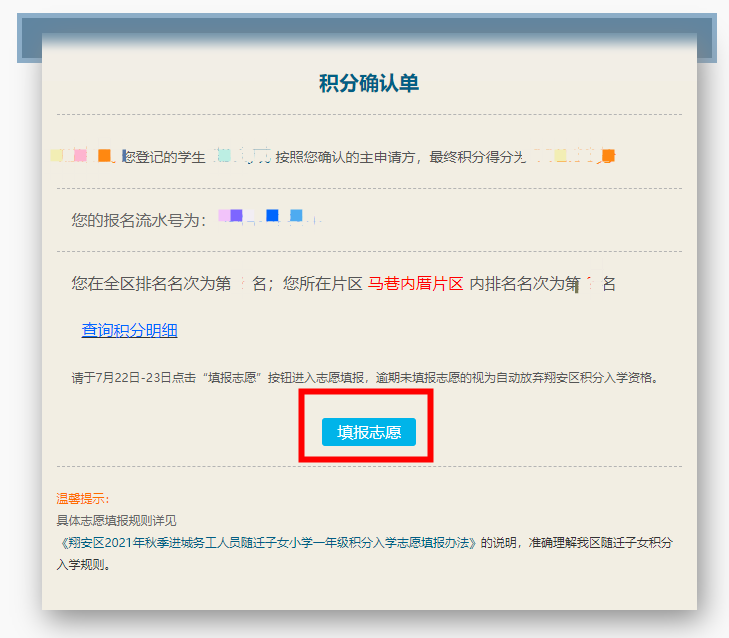 积分确认单
您登记的学生 按照您确认的主申请方，最终积分得分为
您的报名流水号为：
您在全区排名名次为第 名；您所在片区 马巷内厝片区 内排名名次为第 名
查询积分明细
请于7月22日-23日点击“填报志愿”按钮进入志愿填报，逾期未填报志愿的视为自动放弃翔安区积分入学资格。
填报志愿
温馨提示：
具体志愿填报规则详见
《翔安区2021年秋季进城务工人员随迁子女小学一年级积分入学志愿填报办法》的说明，准确理解我区随迁子女积分
入学规则。